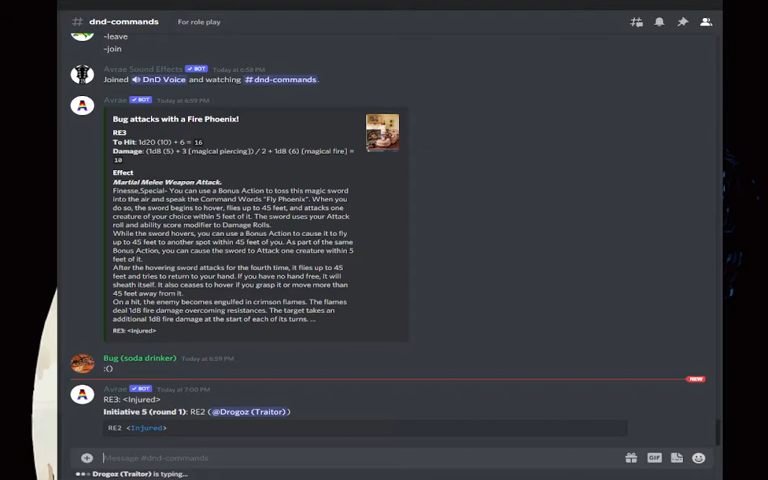 # dnd-commands For role play
~leave
~join
Avrae Sound Effects ✓ BOT Today at 6:59 PM
Joined DnD Voice and watching # dnd-commands.
Avrae ✓ BOT Today at 6:59 PM
Bug attacks with a Fire Phoenix!
RE3
To Hit: 1d20 (10) + 6 = 16
Damage: (1d8 (5) + 3 [magical piercing]) / 2 + 1d8 (6) [magical fire] =
10
Effect
Martial Melee Weapon Attack.
Finesse,Special- You can use a Bonus Action to toss this magic sword
into the air and speak the Command Words "Fly Phoenix". When you
do so, the sword begins to hover, flies up to 45 feet, and attacks one
creature of your choice within 5 feet of it. The sword uses your Attack
roll and ability score modifier to Damage Rolls.
While the sword hovers, you can use a Bonus Action to cause it to fly
up to 45 feet to another spot within 45 feet of you. As part of the same
Bonus Action, you can cause the sword to Attack one creature within 5
feet of it.
After the hovering sword attacks for the fourth time, it flies up to 45
feet and tries to return to your hand. If you have no hand free, it will
sheath itself. It also ceases to hover if you grasp it or move more than
45 feet away from it.
On a hit, the enemy becomes engulfed in crimson flames. The flames
deal 1d8 fire damage overcoming resistances. The target takes an
additional 1d8 fire damage at the start of each of its turns. ...
RE3: <Injured>
Bug (soda drinker) Today at 6:59 PM
:()
NEW
Avrae ✓ BOT Today at 7:00 PM
RE3: <Injured>
Initiative 5 (round 1): RE2 (@Drogoz (Traitor))
RE2 <Injured>
Message #dnd-commands
GIF
Drogoz (Traitor) is typing...